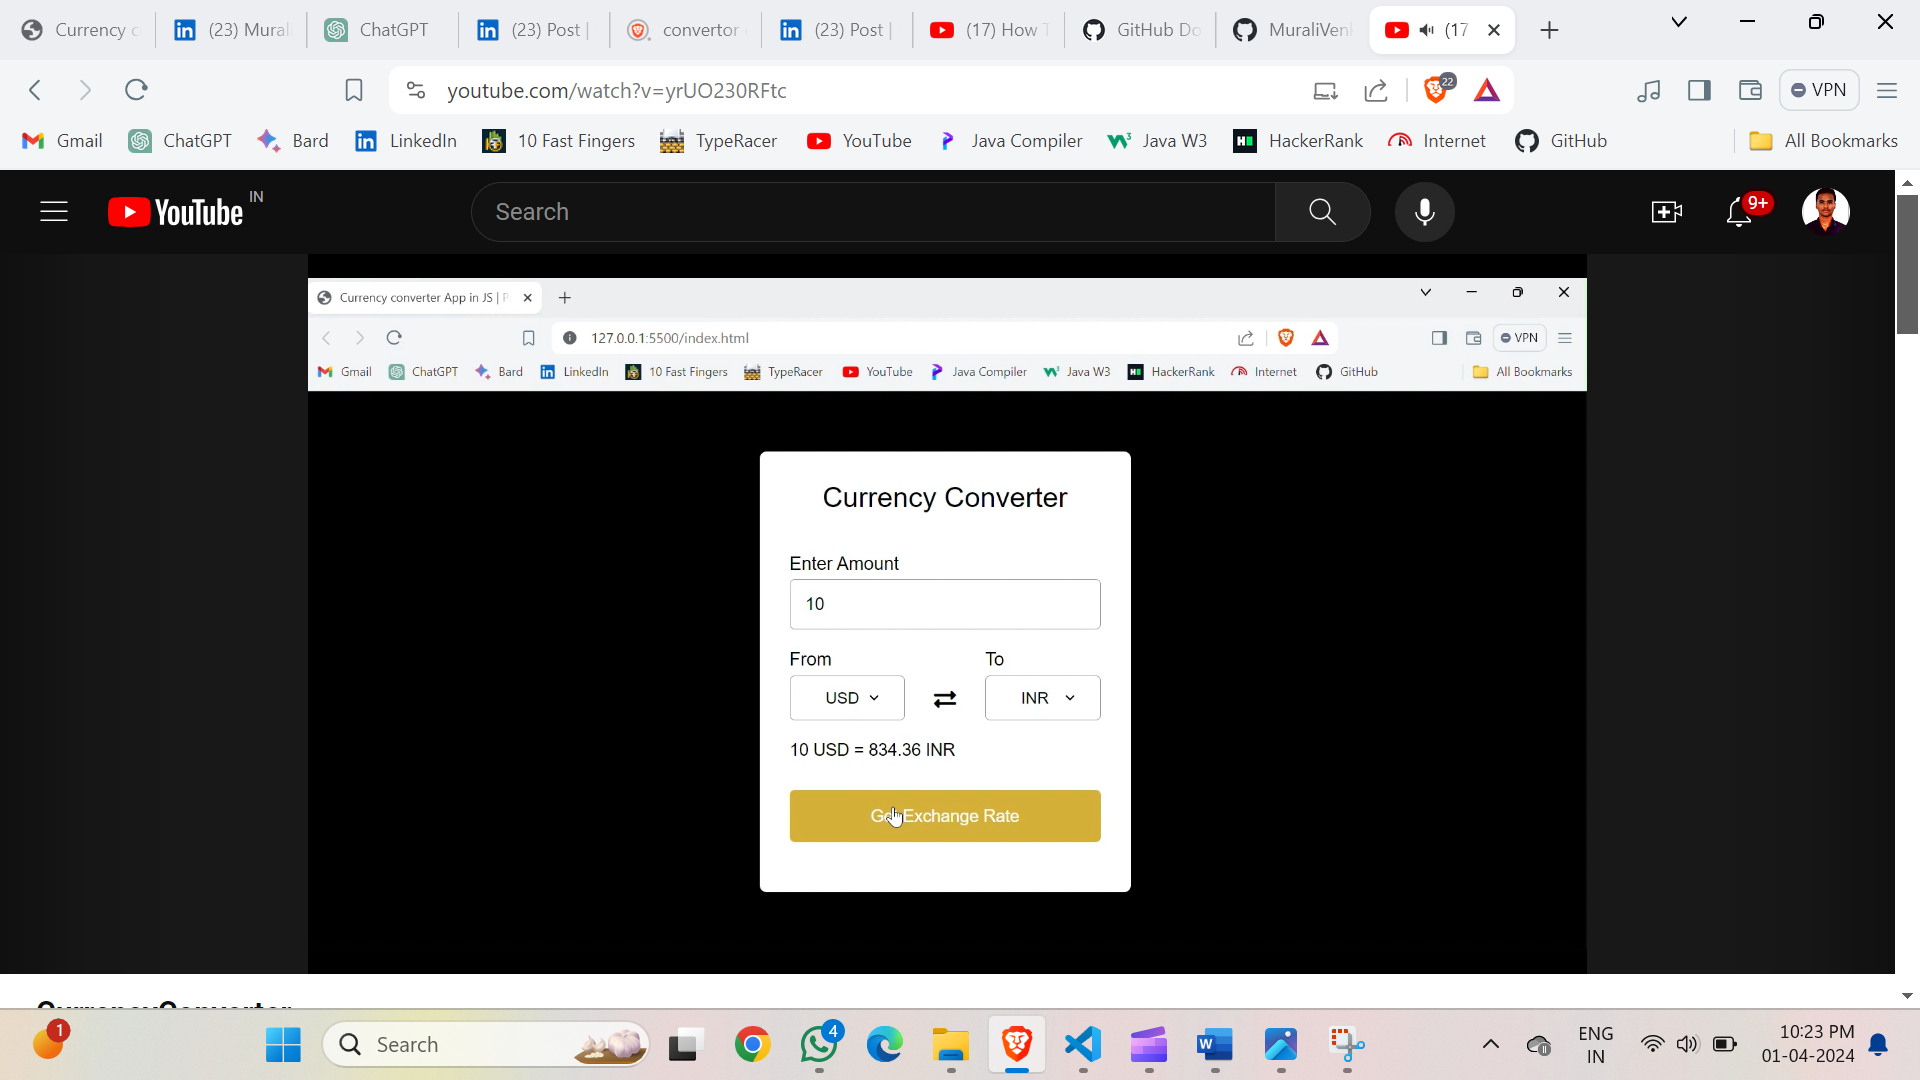 Currency c (23) Mural ChatGPT (23) Post | convertor (23) Post | (17) How T GitHub Do MuraliVenl (17
youtube.com/watch?v=yrUO230RFtc 22 VPN
Gmail ChatGPT Bard LinkedIn 10 Fast Fingers TypeRacer YouTube Java Compiler Java W3 HackerRank Internet GitHub All Bookmarks
YouTube IN Search 9+
Currency converter App in JS | P
127.0.0.1:5500/index.html VPN
Gmail ChatGPT Bard LinkedIn 10 Fast Fingers TypeRacer YouTube Java Compiler Java W3 HackerRank Internet GitHub All Bookmarks
Currency Converter
Enter Amount
10
From To
USD INR
10 USD = 834.36 INR
Get Exchange Rate
CurrencyConverter
1 Search 4 ENG 10:23 PM
IN 01-04-2024